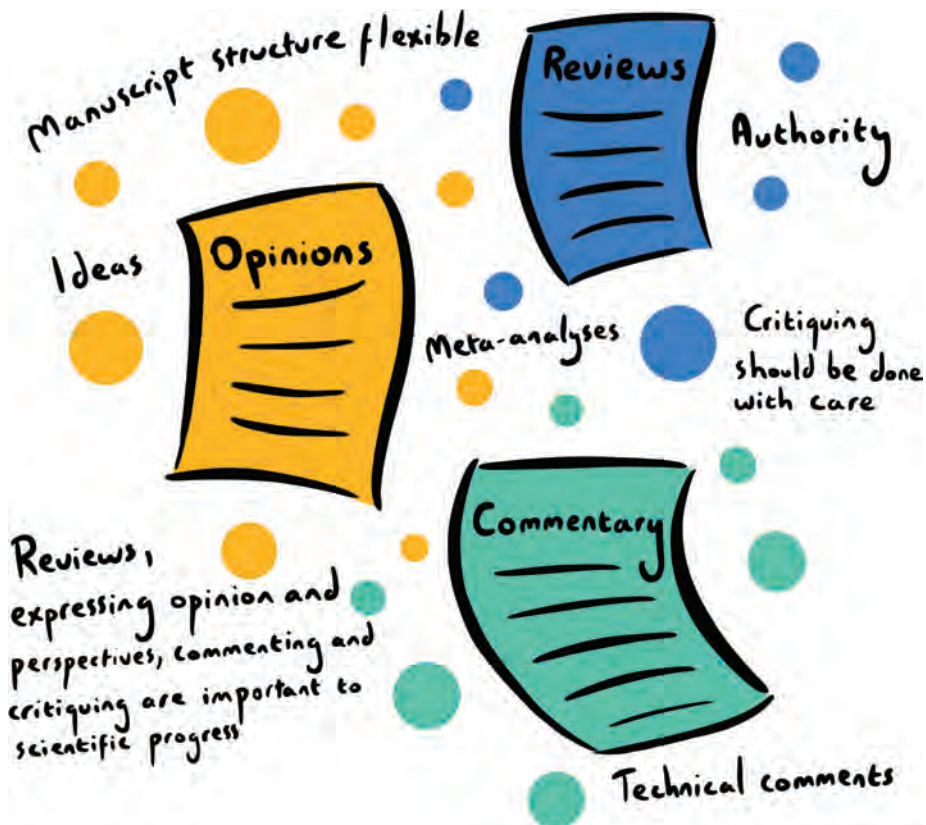 Manuscript structure flexible
Reviews
Authority
Ideas
Opinions
Meta-analyses
Critiquing
should be done
with care
Commentary
Reviews,
expressing opinion and
perspectives, commenting and
critiquing are important to
scientific progress
Technical comments